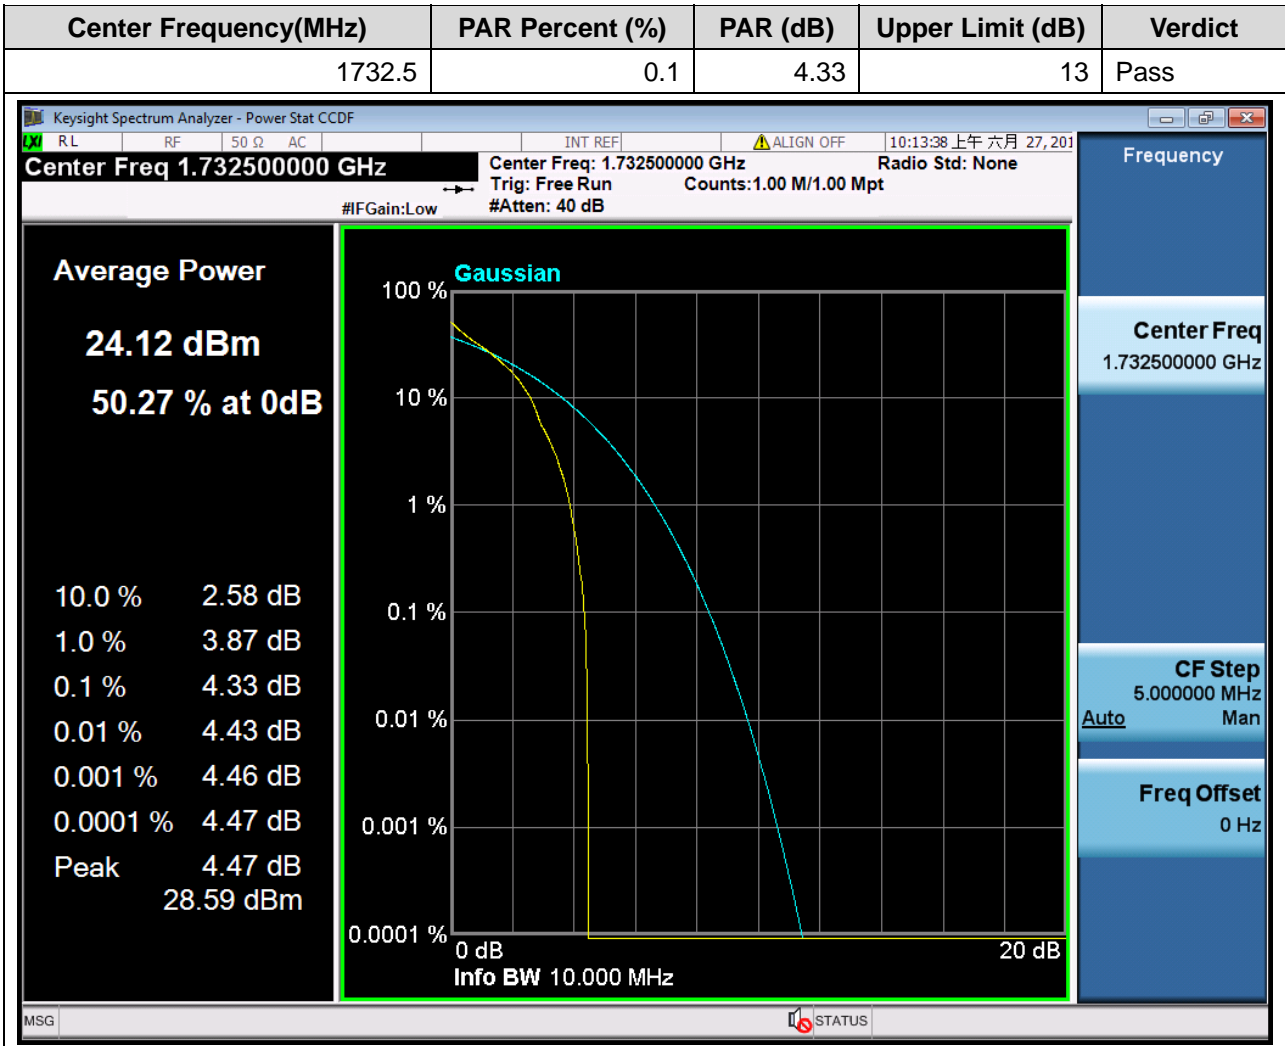 Center Frequency(MHz) PAR Percent (%) PAR (dB) Upper Limit (dB) Verdict
1732.5 0.1 4.33 13 Pass
Keysight Spectrum Analyzer - Power Stat CCDF
LXI RL RF 50 Ω AC INT REF ALIGN OFF 10:13:38 上午 六月 27, 201
Center Freq 1.732500000 GHz
#IFGain:Low
Center Freq: 1.732500000 GHz
Trig: Free Run Counts:1.00 M/1.00 Mpt
#Atten: 40 dB
Radio Std: None
Average Power
24.12 dBm
50.27 % at 0dB
10.0 % 2.58 dB
1.0 % 3.87 dB
0.1 % 4.33 dB
0.01 % 4.43 dB
0.001 % 4.46 dB
0.0001 % 4.47 dB
Peak 4.47 dB
28.59 dBm
Gaussian
100 %
10 %
1 %
0.1 %
0.01 %
0.001 %
0.0001 %
0 dB 20 dB
Info BW 10.000 MHz
Frequency
Center Freq
1.732500000 GHz
CF Step
5.000000 MHz
Auto Man
Freq Offset
0 Hz
MSG STATUS